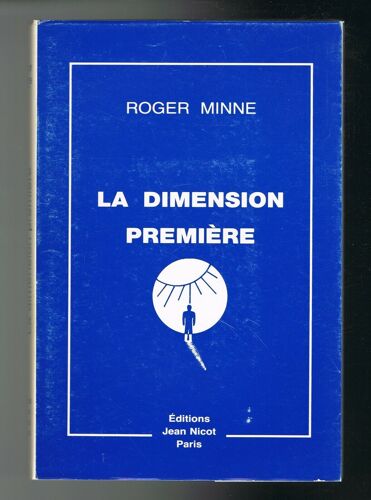 ROGER MINNE
LA DIMENSION
PREMIÈRE
Éditions
Jean Nicot
Paris